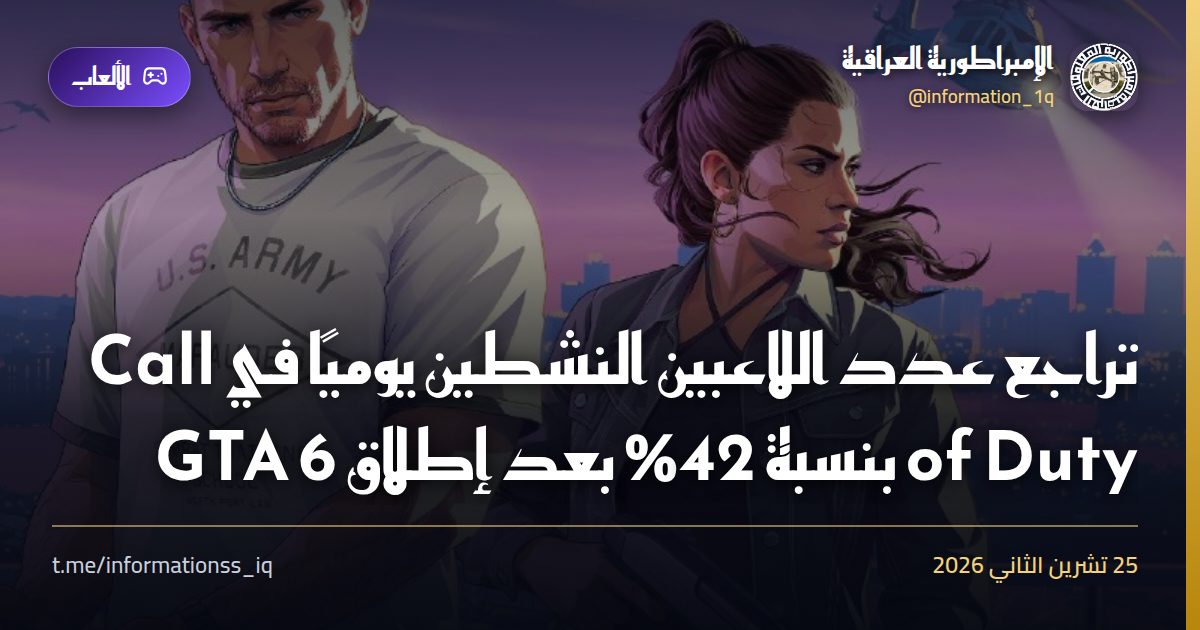 الإمبراطورية العراقية
@information_1q
الألعاب
U.S. ARMY
تراجع عدد اللاعبين النشطين يوميًا في Call
of Duty بنسبة 42% بعد إطلاق GTA 6
25 تشرين الثاني 2026
t.me/informationss_iq